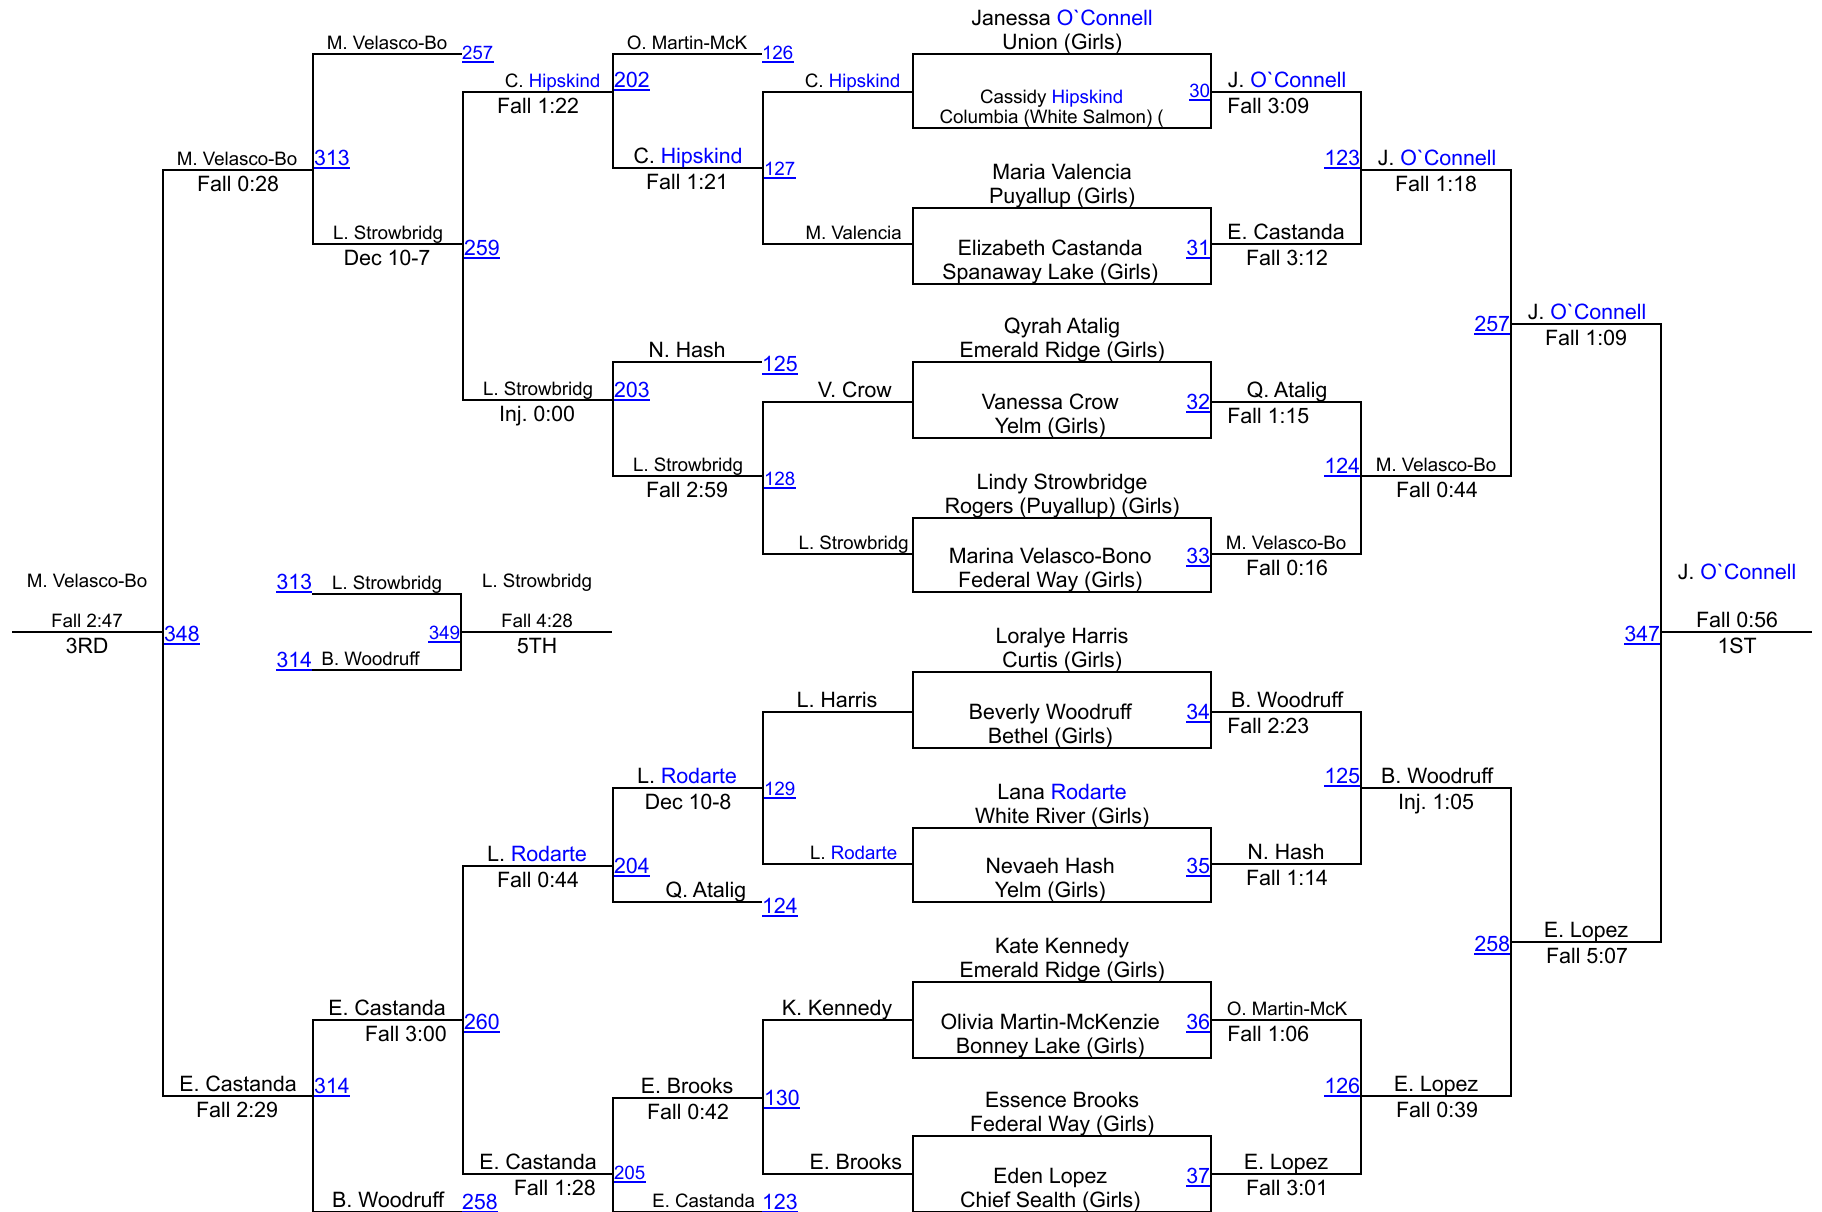 Janessa O`Connell
Union (Girls)
M. Velasco-Bo
257
O. Martin-McK
126
C. Hipskind
202
Fall 1:22
C. Hipskind
Cassidy Hipskind
Columbia (White Salmon) (
30
J. O`Connell
Fall 3:09
M. Velasco-Bo
313
Fall 0:28
C. Hipskind
127
Fall 1:21
Maria Valencia
Puyallup (Girls)
123
J. O`Connell
Fall 1:18
L. Strowbridg
259
Dec 10-7
M. Valencia
Elizabeth Castanda
Spanaway Lake (Girls)
31
E. Castanda
Fall 3:12
Qyrah Atalig
Emerald Ridge (Girls)
257
J. O`Connell
Fall 1:09
N. Hash
125
L. Strowbridg
203
Inj. 0:00
V. Crow
Vanessa Crow
Yelm (Girls)
32
Q. Atalig
Fall 1:15
L. Strowbridg
128
Fall 2:59
Lindy Strowbridge
Rogers (Puyallup) (Girls)
124
M. Velasco-Bo
Fall 0:44
L. Strowbridg
Marina Velasco-Bono
Federal Way (Girls)
33
M. Velasco-Bo
Fall 0:16
M. Velasco-Bo
Fall 2:47
3RD
348
313
L. Strowbridg
L. Strowbridg
349
Fall 4:28
5TH
314
B. Woodruff
J. O`Connell
347
Fall 0:56
1ST
Loralye Harris
Curtis (Girls)
L. Harris
Beverly Woodruff
Bethel (Girls)
34
B. Woodruff
Fall 2:23
L. Rodarte
129
Dec 10-8
Lana Rodarte
White River (Girls)
125
B. Woodruff
Inj. 1:05
L. Rodarte
204
Fall 0:44
L. Rodarte
Nevaeh Hash
Yelm (Girls)
35
N. Hash
Fall 1:14
Q. Atalig
124
Kate Kennedy
Emerald Ridge (Girls)
258
E. Lopez
Fall 5:07
E. Castanda
260
Fall 3:00
K. Kennedy
Olivia Martin-McKenzie
Bonney Lake (Girls)
36
O. Martin-McK
Fall 1:06
E. Castanda
314
Fall 2:29
E. Brooks
130
Fall 0:42
Essence Brooks
Federal Way (Girls)
126
E. Lopez
Fall 0:39
E. Castanda
205
Fall 1:28
E. Brooks
Eden Lopez
Chief Sealth (Girls)
37
E. Lopez
Fall 3:01
B. Woodruff
258
E. Castanda
123